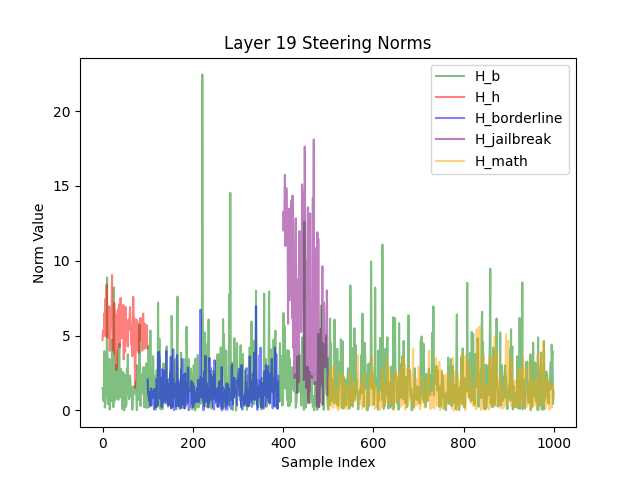 Layer 19 Steering Norms
H_b
H_h
H_borderline
H_jailbreak
H_math
Norm Value
20
15
10
5
0
0 200 400 600 800 1000
Sample Index